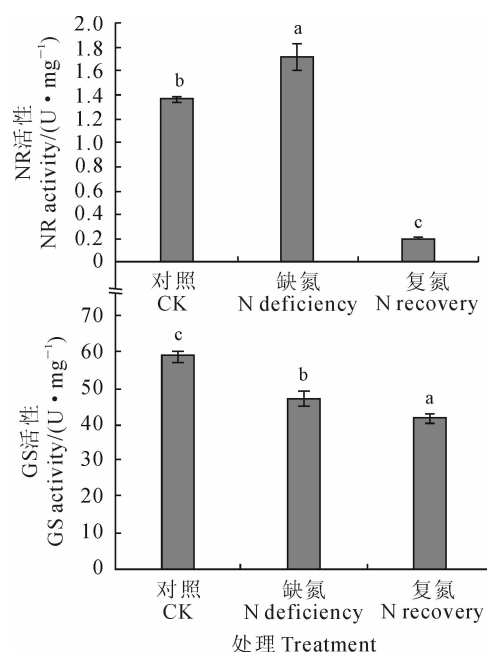 NR活性
NR activity/(U·mg⁻¹)
2.0
1.8
1.6
1.4
1.2
1.0
0.8
0.6
0.4
0.2
0
b
a
c
对照
CK
缺氮
N deficiency
复氮
N recovery
GS活性
GS activity/(U·mg⁻¹)
70
60
50
40
30
20
10
0
c
b
a
对照
CK
缺氮
N deficiency
复氮
N recovery
处理 Treatment